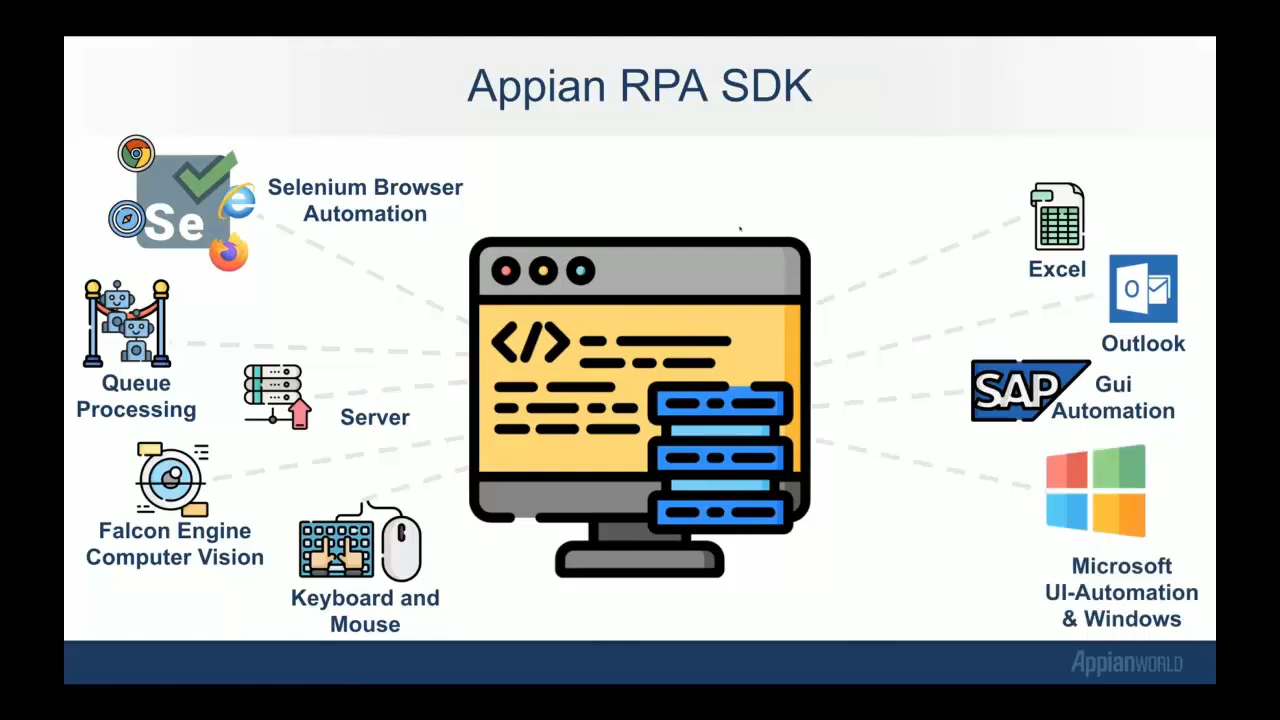 Appian RPA SDK
Se
Selenium Browser
Automation
Queue
Processing
Server
Falcon Engine
Computer Vision
Keyboard and
Mouse
</>
Excel
O
Outlook
SAP
Gui
Automation
Microsoft
UI-Automation
& Windows
AppianWORLD